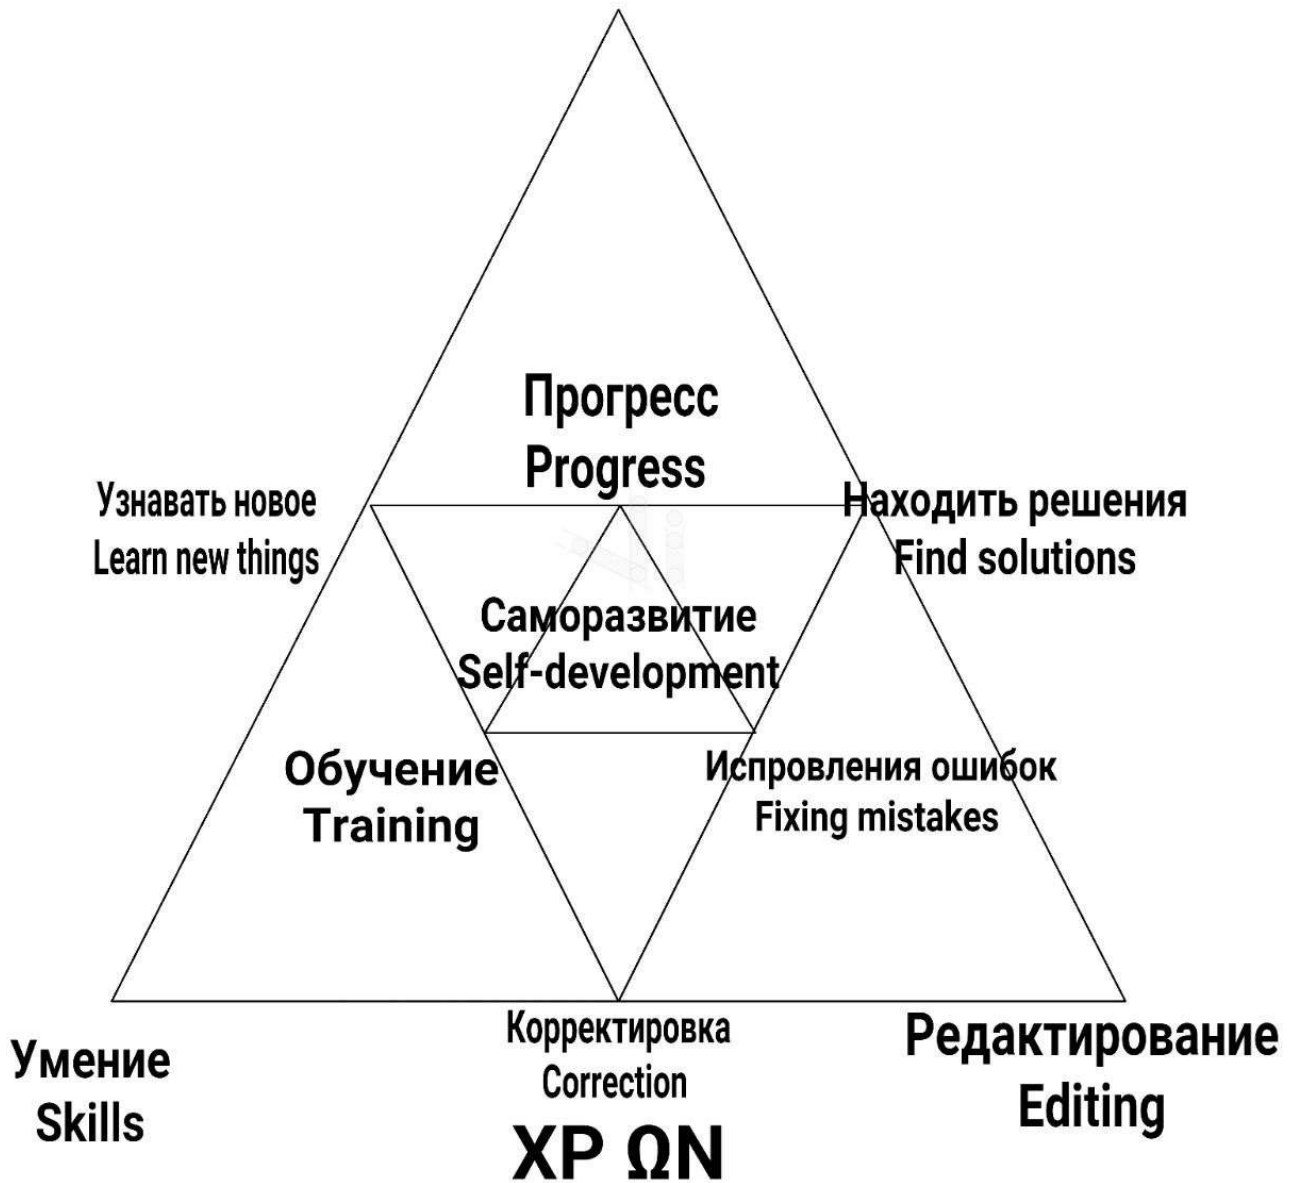 Прогресс
Progress
Узнавать новое
Learn new things
Находить решения
Find solutions
Саморазвитие
Self-development
Обучение
Training
Испровления ошибок
Fixing mistakes
Умение
Skills
Корректировка
Correction
Редактирование
Editing
ΧΡ ΩΝ